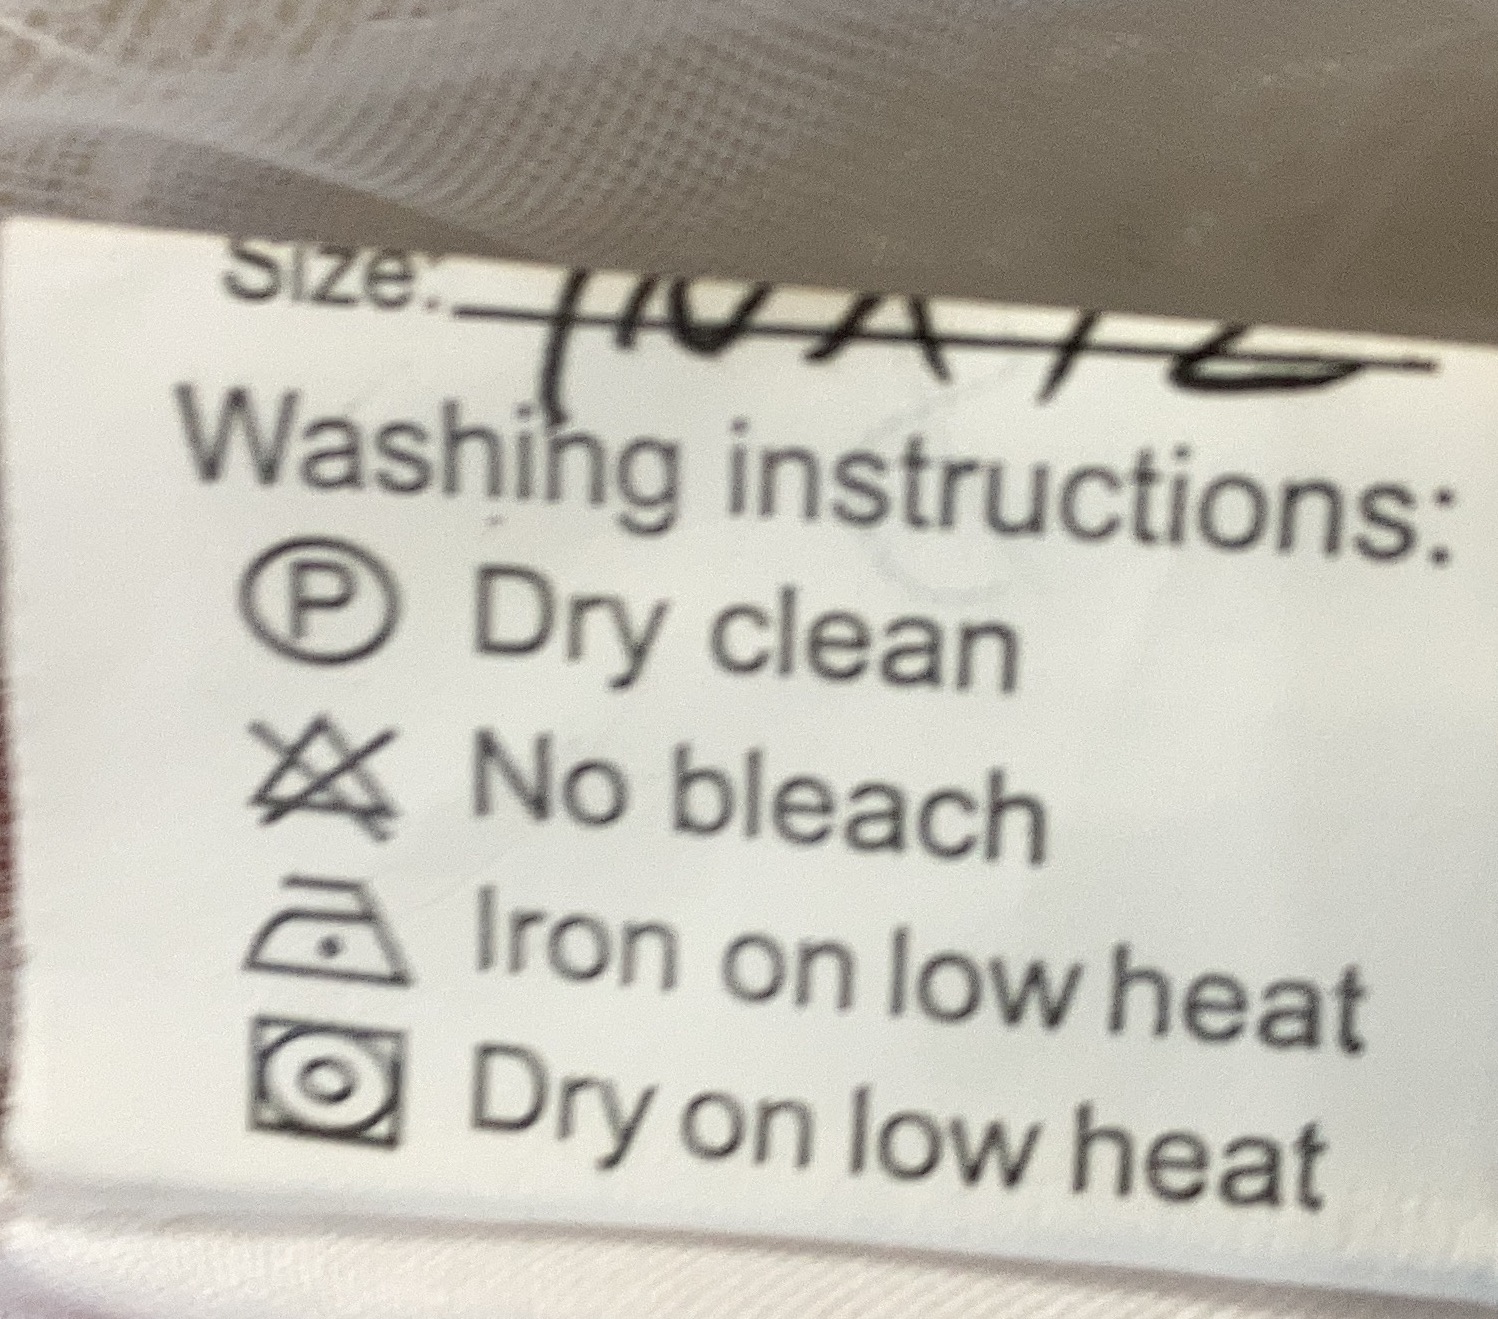 Size:
Washing instructions:
P Dry clean
No bleach
Iron on low heat
Dry on low heat